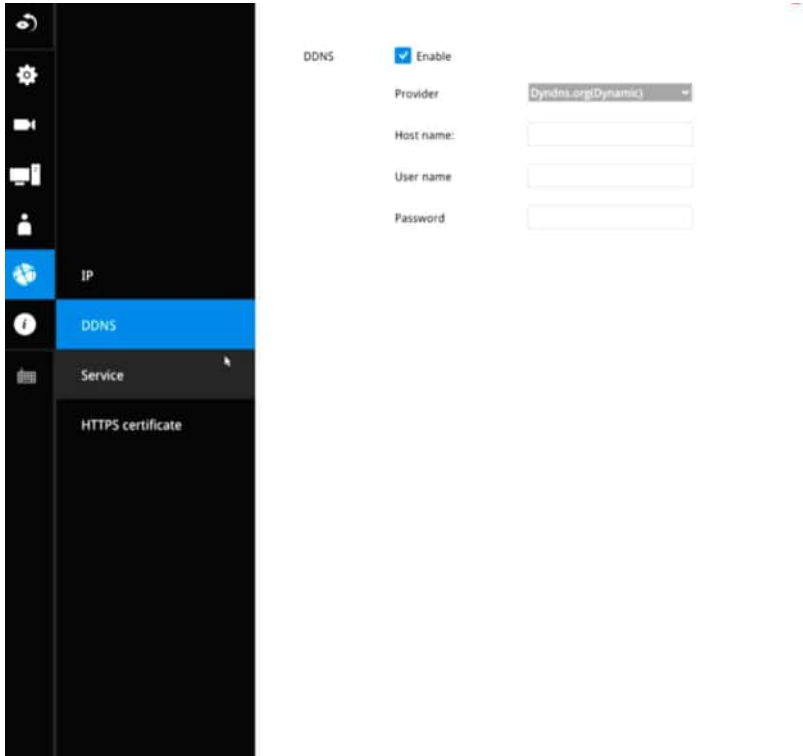 DDNS
Enable
Provider
Dyndns.org(Dynamic)
Host name:
User name
Password
IP
DDNS
Service
HTTPS certificate